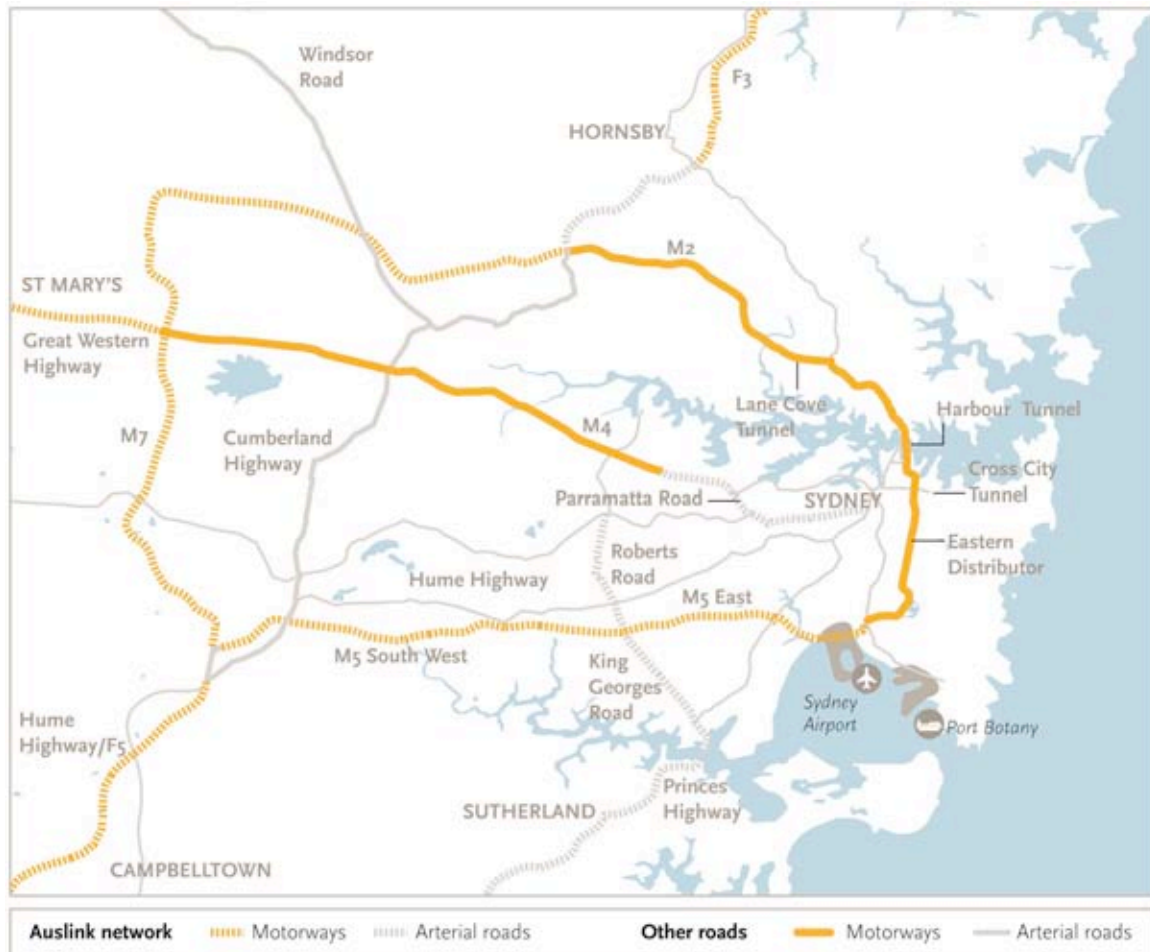 Windsor
Road
F3
HORNSBY
M2
ST MARY'S
Great Western
Highway
Lane Cove
Tunnel
Harbour Tunnel
M7
Cumberland
Highway
M4
Cross City
Tunnel
Parramatta Road
SYDNEY
Roberts
Road
Eastern
Distributor
Hume Highway
M5 East
M5 South West
King
Georges
Road
Sydney
Airport
Port Botany
Hume
Highway/F5
Princes
Highway
SUTHERLAND
CAMPBELLTOWN
Auslink network Motorways Arterial roads Other roads Motorways Arterial roads